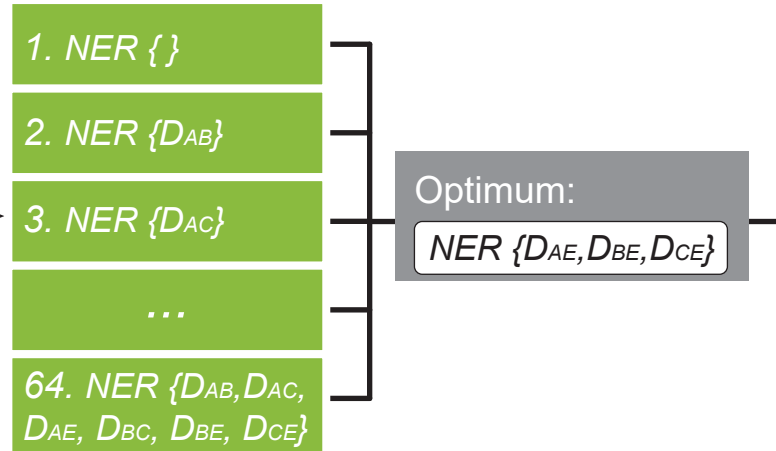 1. NER { }
2. NER {DAB}
3. NER {DAC}
...
64. NER {DAB,DAC,
DAE, DBC, DBE, DCE}
Optimum:
NER {DAE,DBE,DCE}